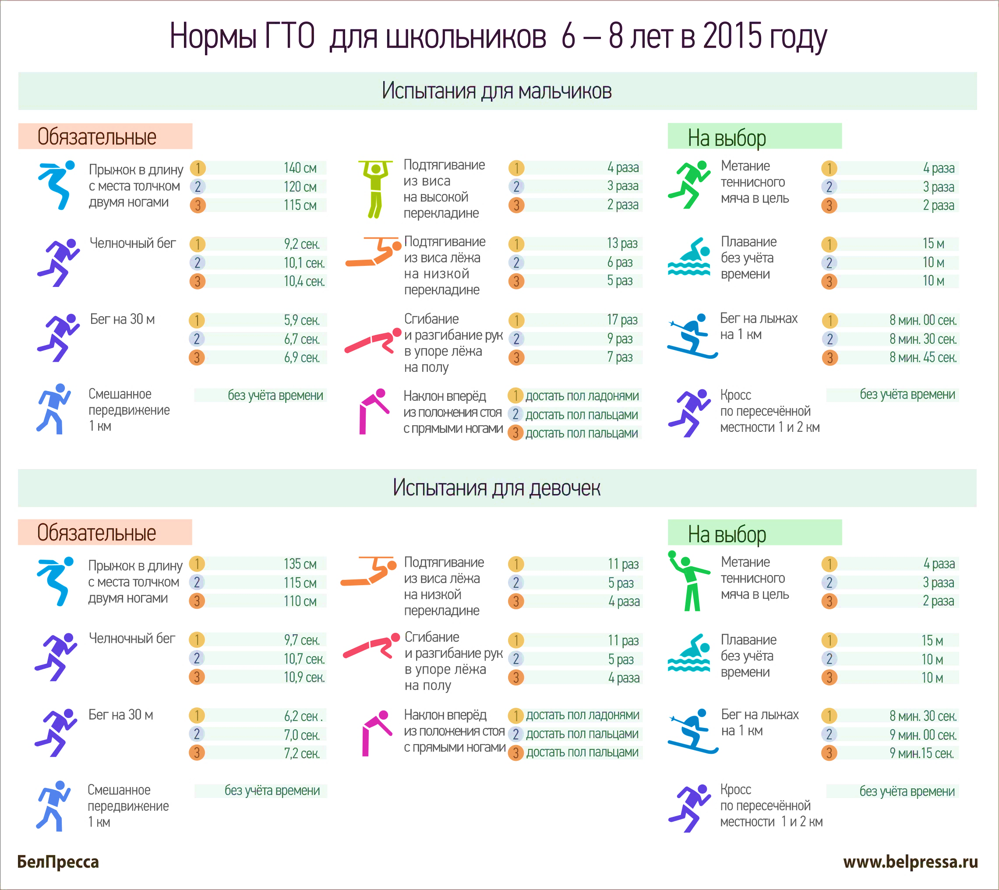 Нормы ГТО для школьников 6 – 8 лет в 2015 году
Испытания для мальчиков
Обязательные
Прыжок в длину
с места толчком
двумя ногами
1 140 см
2 120 см
3 115 см
Челночный бег
1 9,2 сек.
2 10,1 сек.
3 10,4 сек.
Бег на 30 м
1 5,9 сек.
2 6,7 сек.
3 6,9 сек.
Смешанное
передвижение
1 км
без учёта времени
Подтягивание
из виса
на высокой
перекладине
1 4 раза
2 3 раза
3 2 раза
Подтягивание
из виса лёжа
на низкой
перекладине
1 13 раз
2 6 раз
3 5 раз
Сгибание
и разгибание рук
в упоре лёжа
на полу
1 17 раз
2 9 раз
3 7 раз
Наклон вперёд
из положения стоя
с прямыми ногами
1 достать пол ладонями
2 достать пол пальцами
3 достать пол пальцами
На выбор
Метание
теннисного
мяча в цель
1 4 раза
2 3 раза
3 2 раза
Плавание
без учёта
времени
1 15 м
2 10 м
3 10 м
Бег на лыжах
на 1 км
1 8 мин. 00 сек.
2 8 мин. 30 сек.
3 8 мин. 45 сек.
Кросс
по пересечённой
местности 1 и 2 км
без учёта времени
Испытания для девочек
Обязательные
Прыжок в длину
с места толчком
двумя ногами
1 135 см
2 115 см
3 110 см
Челночный бег
1 9,7 сек.
2 10,7 сек.
3 10,9 сек.
Бег на 30 м
1 6,2 сек .
2 7,0 сек.
3 7,2 сек.
Смешанное
передвижение
1 км
без учёта времени
Подтягивание
из виса лёжа
на низкой
перекладине
1 11 раз
2 5 раз
3 4 раза
Сгибание
и разгибание рук
в упоре лёжа
на полу
1 11 раз
2 5 раз
3 4 раза
Наклон вперёд
из положения стоя
с прямыми ногами
1 достать пол ладонями
2 достать пол пальцами
3 достать пол пальцами
На выбор
Метание
теннисного
мяча в цель
1 4 раза
2 3 раза
3 2 раза
Плавание
без учёта
времени
1 15 м
2 10 м
3 10 м
Бег на лыжах
на 1 км
1 8 мин. 30 сек.
2 9 мин. 00 сек.
3 9 мин.15 сек.
Кросс
по пересечённой
местности 1 и 2 км
без учёта времени
БелПресса
www.belpressa.ru